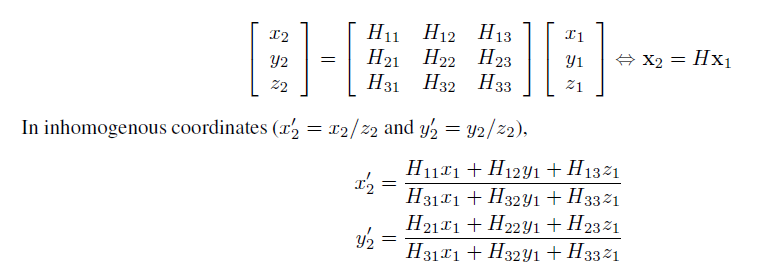 [ x₂ y₂ z₂ ] = [ H₁₁ H₁₂ H₁₃ H₂₁ H₂₂ H₂₃ H₃₁ H₃₂ H₃₃ ] [ x₁ y₁ z₁ ] ⇔ x₂ = Hx₁
In inhomogenous coordinates (x′₂ = x₂/z₂ and y′₂ = y₂/z₂),
x′₂ = (H₁₁x₁ + H₁₂y₁ + H₁₃z₁) / (H₃₁x₁ + H₃₂y₁ + H₃₃z₁)
y′₂ = (H₂₁x₁ + H₂₂y₁ + H₂₃z₁) / (H₃₁x₁ + H₃₂y₁ + H₃₃z₁)